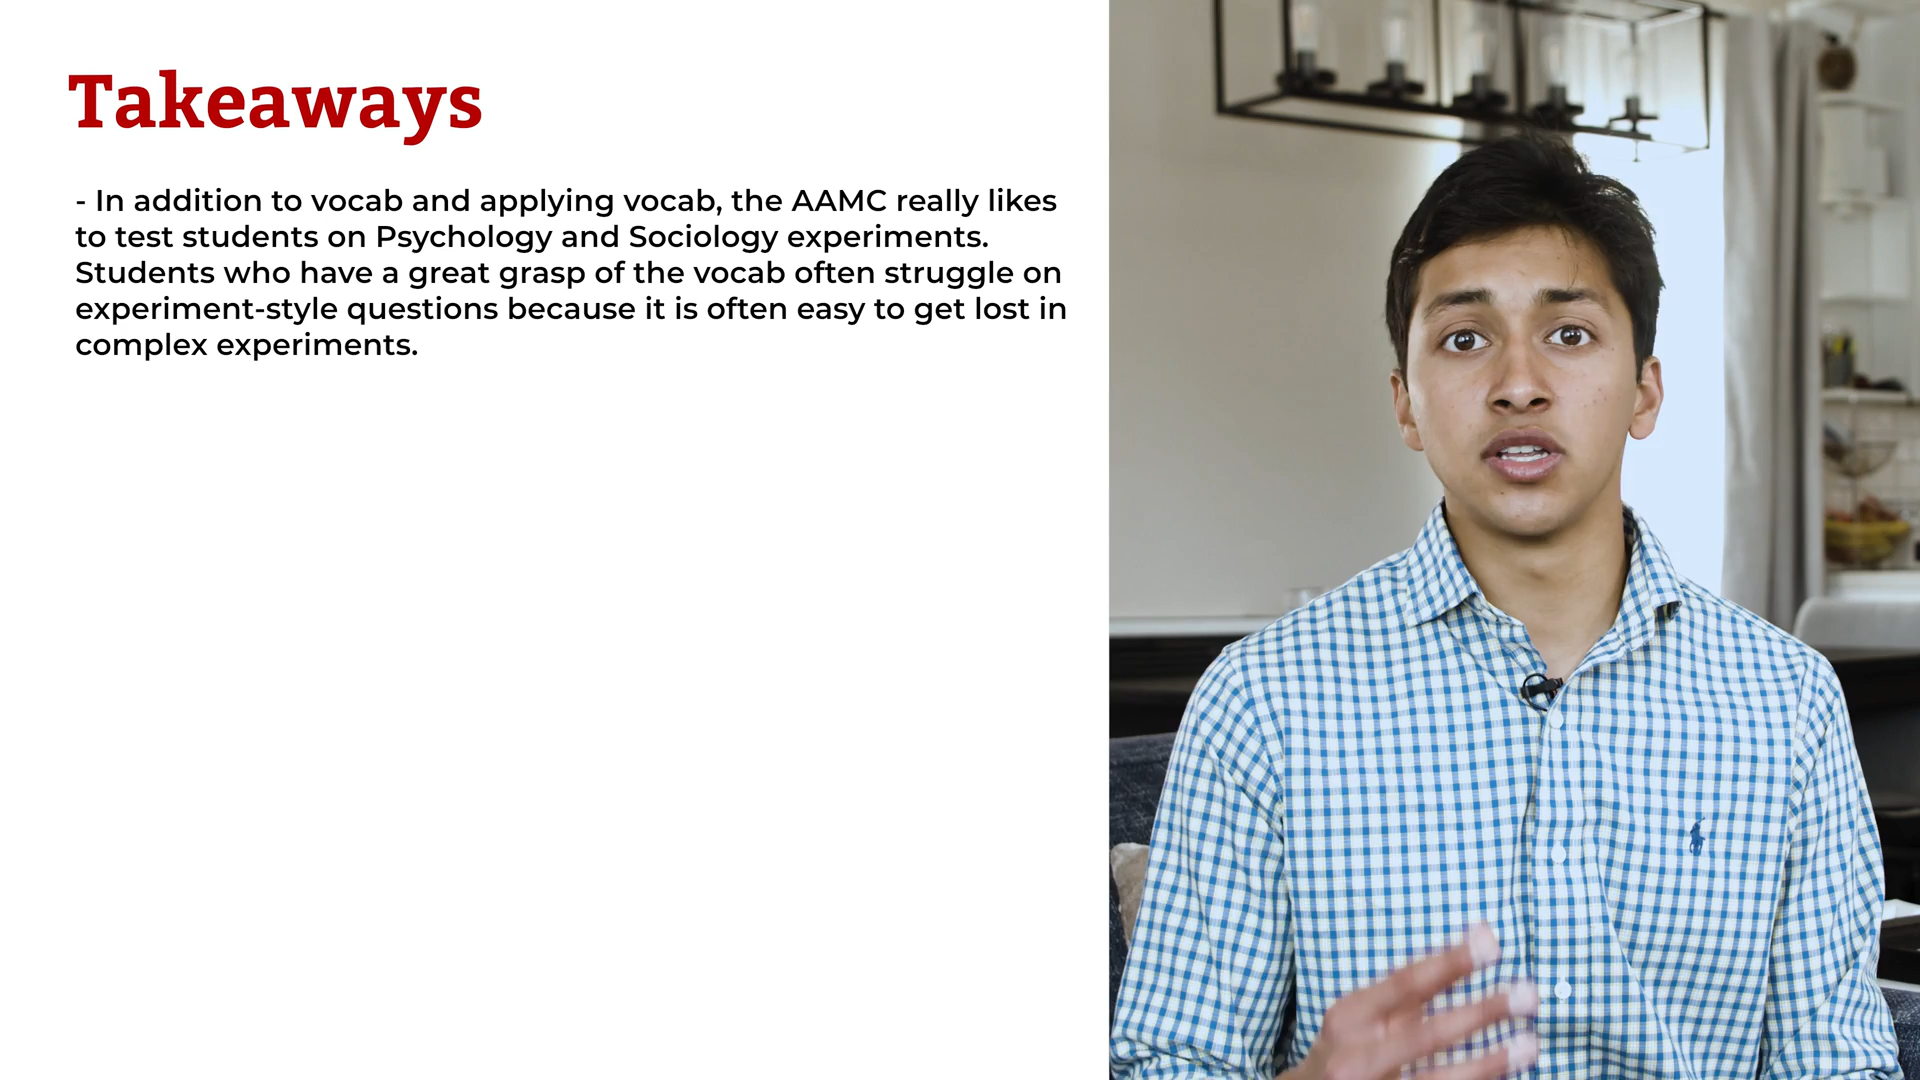 Takeaways
- In addition to vocab and applying vocab, the AAMC really likes
to test students on Psychology and Sociology experiments.
Students who have a great grasp of the vocab often struggle on
experiment-style questions because it is often easy to get lost in
complex experiments.